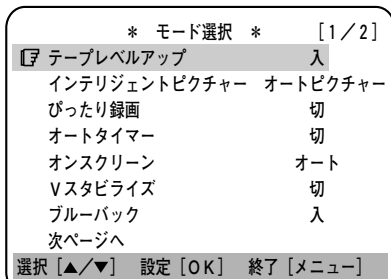 ＊ モード選択 ＊ [1／2]
テープレベルアップ 入
インテリジェントピクチャー オートピクチャー
ぴったり録画 切
オートタイマー 切
オンスクリーン オート
Ｖスタビライズ 切
ブルーバック 入
次ページへ
選択［▲／▼］ 設定［ＯＫ］ 終了［メニュー］